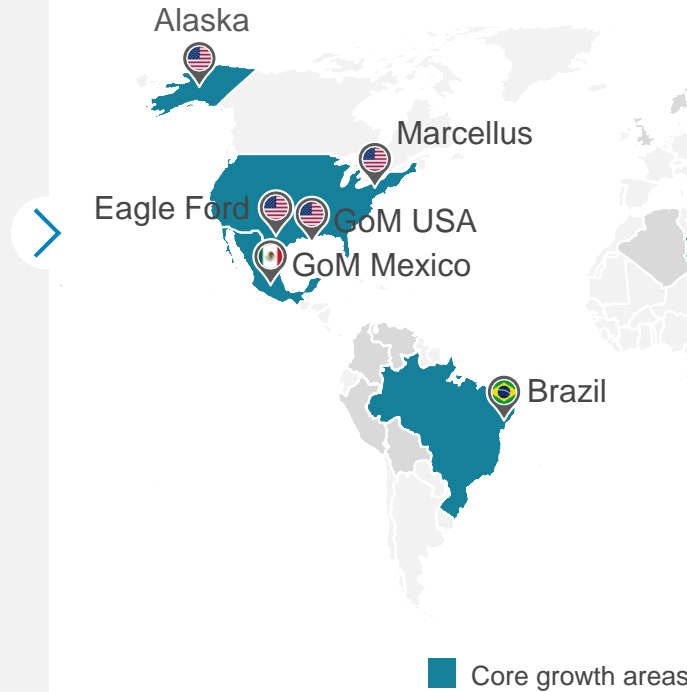 Alaska
Marcellus
Eagle Ford
GoM USA
GoM Mexico
Brazil
Core growth areas